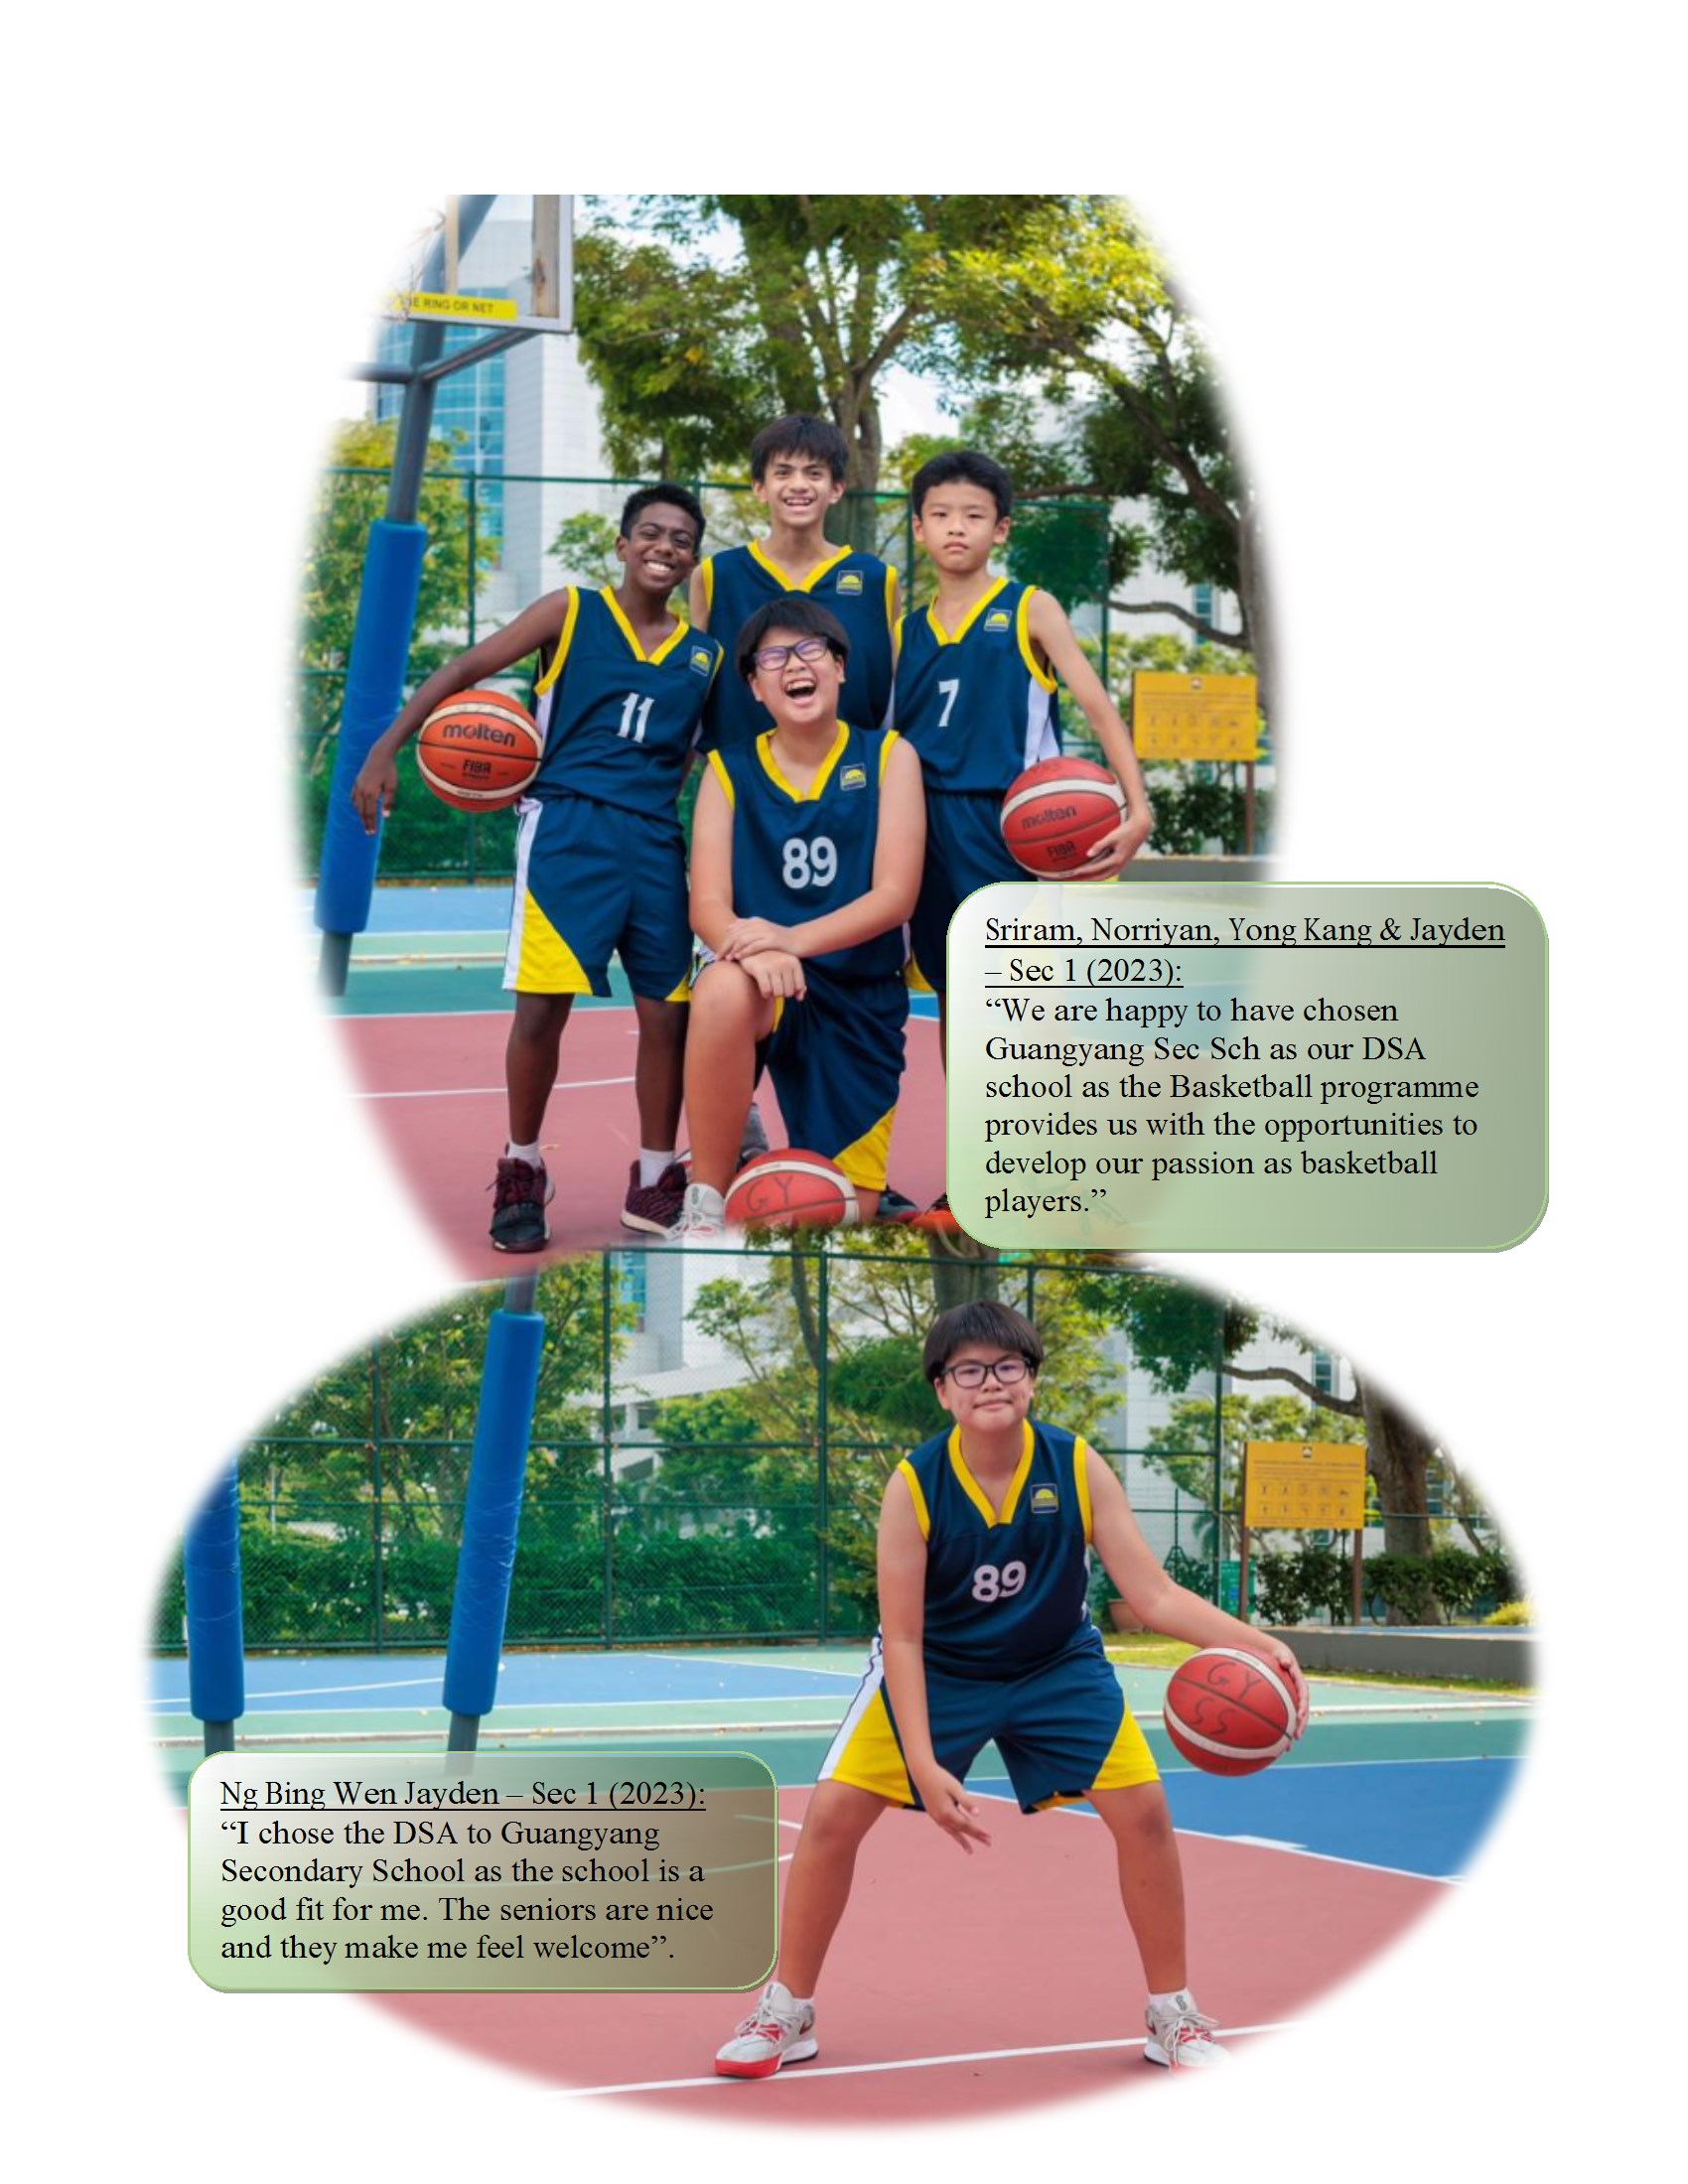 E RING OR NET
molten
FIBA
11
7
89
molten
FIBA
GY
Sriram, Norriyan, Yong Kang & Jayden
– Sec 1 (2023):
“We are happy to have chosen
Guangyang Sec Sch as our DSA
school as the Basketball programme
provides us with the opportunities to
develop our passion as basketball
players.”
89
GY
SS
Ng Bing Wen Jayden – Sec 1 (2023):
“I chose the DSA to Guangyang
Secondary School as the school is a
good fit for me. The seniors are nice
and they make me feel welcome”.